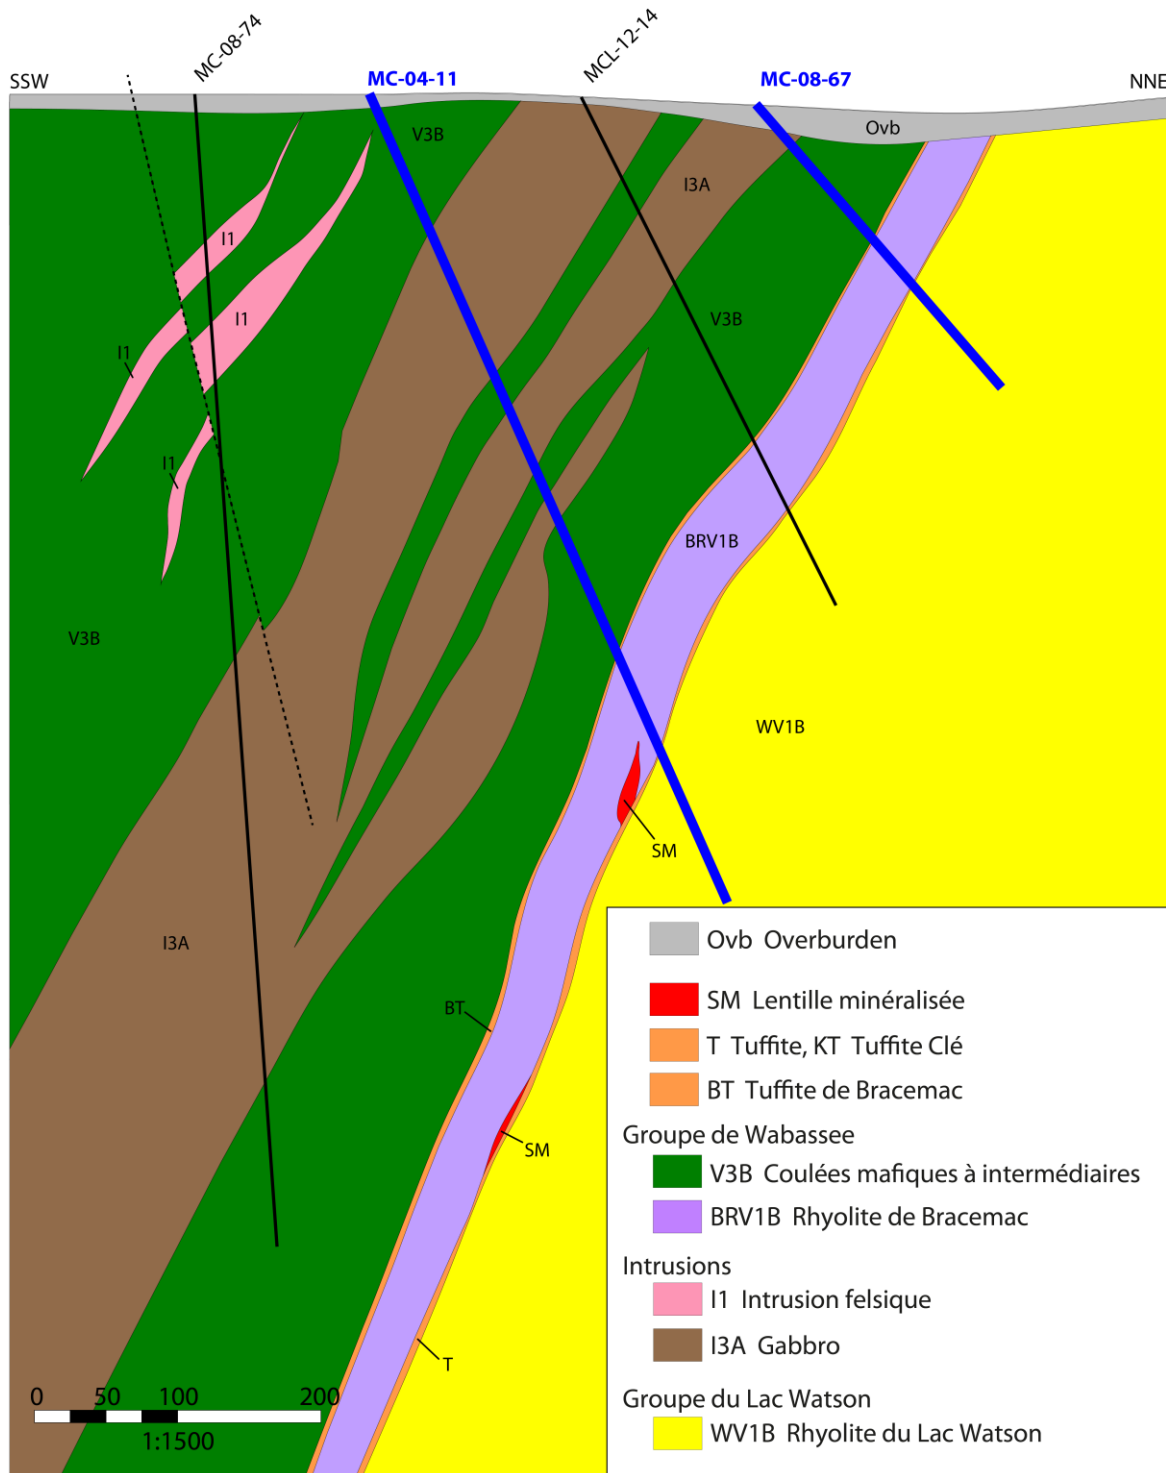 SSW
MC-08-74
MC-04-11
MCL-12-14
MC-08-67
NNE
Ovb
V3B
I3A
I1
I1
V3B
I1
I1
BRV1B
V3B
WV1B
SM
I3A
BT
SM
T
Ovb Overburden
SM Lentille minéralisée
T Tuffite, KT Tuffite Clé
BT Tuffite de Bracemac
Groupe de Wabassee
V3B Coulées mafiques à intermédiaires
BRV1B Rhyolite de Bracemac
Intrusions
I1 Intrusion felsique
I3A Gabbro
Groupe du Lac Watson
WV1B Rhyolite du Lac Watson
0 50 100 200
1:1500